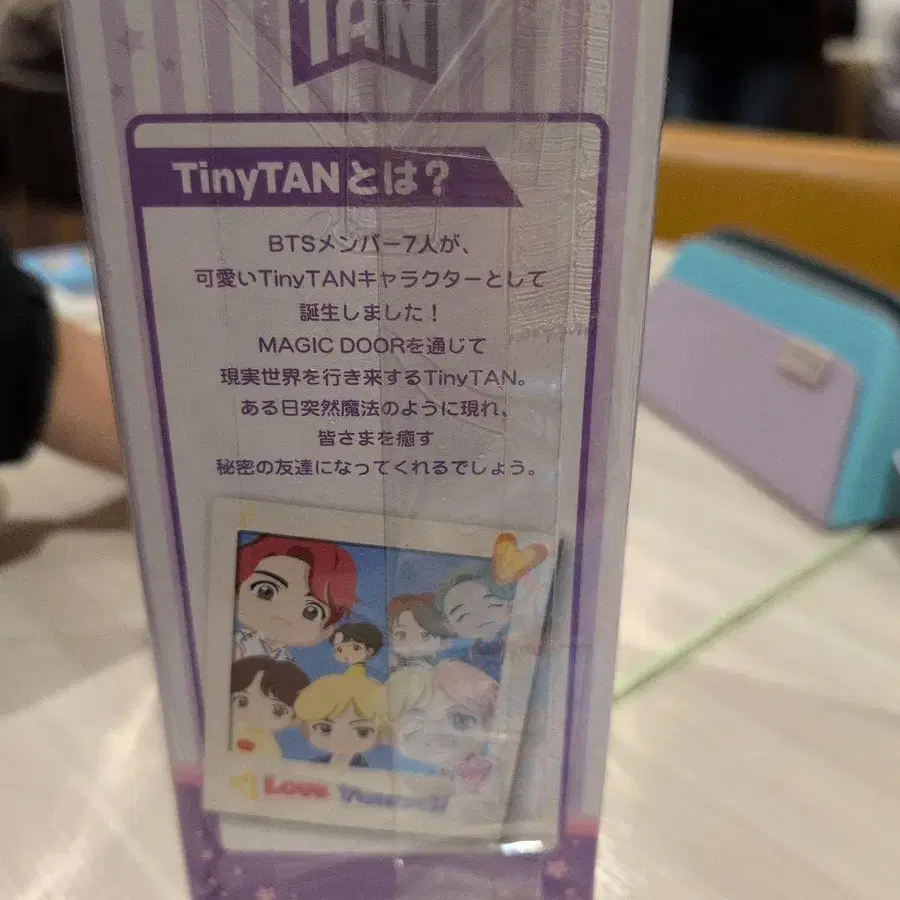 TAN
TinyTANとは？
BTSメンバー7人が、
可愛いTinyTANキャラクターとして
誕生しました！
MAGIC DOORを通じて
現実世界を行き来するTinyTAN。
ある日突然魔法のように現れ、
皆さまを癒す
秘密の友達になってくれるでしょう。
Love Yourself